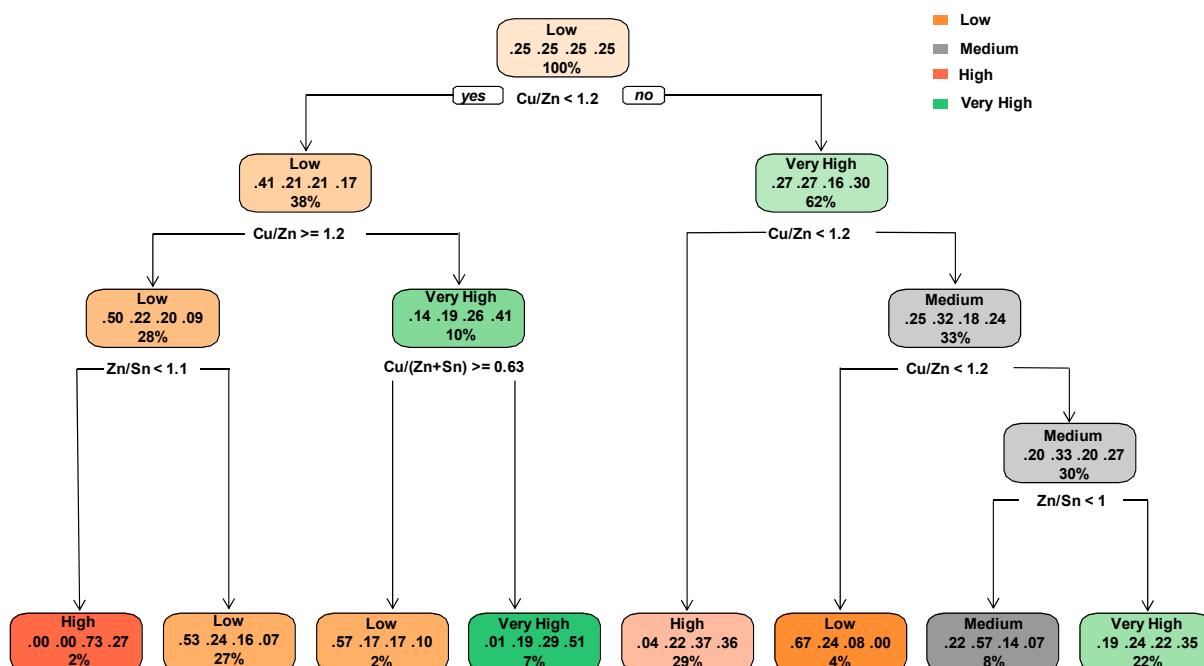 Low
.25 .25 .25 .25
100%
Low
Medium
High
Very High
yes Cu/Zn < 1.2 no
Low
.41 .21 .21 .17
38%
Very High
.27 .27 .16 .30
62%
Cu/Zn >= 1.2
Cu/Zn < 1.2
Low
.50 .22 .20 .09
28%
Very High
.14 .19 .26 .41
10%
Medium
.25 .32 .18 .24
33%
Zn/Sn < 1.1
Cu/(Zn+Sn) >= 0.63
Cu/Zn < 1.2
Medium
.20 .33 .20 .27
30%
Zn/Sn < 1
High
.00 .00 .73 .27
2%
Low
.53 .24 .16 .07
27%
Low
.57 .17 .17 .10
2%
Very High
.01 .19 .29 .51
7%
High
.04 .22 .37 .36
29%
Low
.67 .24 .08 .00
4%
Medium
.22 .57 .14 .07
8%
Very High
.19 .24 .22 .35
22%